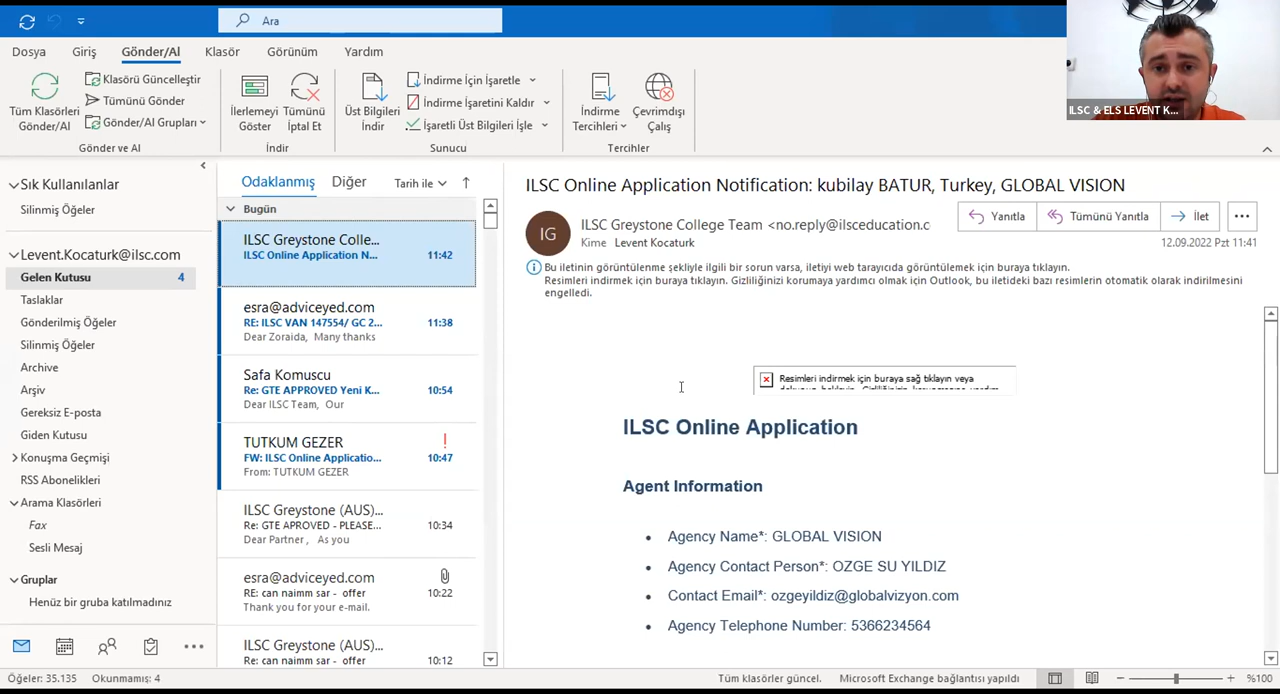 Ara
Dosya Giriş Gönder/Al Klasör Görünüm Yardım
Tüm Klasörleri
Gönder/Al
Klasörü Güncelleştir
Tümünü Gönder
Gönder/Al Grupları
Gönder ve Al
İlerlemeyi
Göster
Tümünü
İptal Et
İndir
Üst Bilgileri
İndir
İndirme İçin İşaretle
İndirme İşaretini Kaldır
İşaretli Üst Bilgileri İşle
Sunucu
İndirme
Tercihleri
Çevrimdışı
Çalış
Tercihler
ILSC & ELS LEVENT K...
Sık Kullanılanlar
Silinmiş Öğeler
Levent.Kocaturk@ilsc.com
Gelen Kutusu 4
Taslaklar
Gönderilmiş Öğeler
Silinmiş Öğeler
Archive
Arşiv
Gereksiz E-posta
Giden Kutusu
Konuşma Geçmişi
RSS Abonelikleri
Arama Klasörleri
Fax
Sesli Mesaj
Gruplar
Henüz bir gruba katılmadınız
Odaklanmış Diğer Tarih ile
Bugün
ILSC Greystone Colle...
ILSC Online Application N... 11:42
esra@adviceyed.com
RE: ILSC VAN 147554/ GC 2... 11:38
Dear Zoraida, Many thanks
Safa Komuscu
Re: GTE APPROVED Yeni K... 10:54
Dear ILSC Team, Our
TUTKUM GEZER
FW: ILSC Online Applicatio... 10:47
From: TUTKUM GEZER
ILSC Greystone (AUS)...
Re: GTE APROVED - PLEASE... 10:34
Dear Partner , As you
esra@adviceyed.com
RE: can naimm sar - offer 10:22
Thank you for your e-mail.
ILSC Greystone (AUS)...
Re: can naimm sar - offer 10:12
ILSC Online Application Notification: kubilay BATUR, Turkey, GLOBAL VISION
IG
ILSC Greystone College Team <no.reply@ilsceducation.c
Kime Levent Kocaturk
Yanıtla Tümünü Yanıtla İlet
12.09.2022 Pzt 11:41
Bu iletinin görüntülenme şekliyle ilgili bir sorun varsa, iletiyi web tarayıcıda görüntülemek için buraya tıklayın.
Resimleri indirmek için buraya tıklayın. Gizliliğinizi korumaya yardımcı olmak için Outlook, bu iletideki bazı resimlerin otomatik olarak indirilmesini
engelledi.
Resimleri indirmek için buraya sağ tıklayın veya
ILSC Online Application
Agent Information
• Agency Name*: GLOBAL VISION
• Agency Contact Person*: OZGE SU YILDIZ
• Contact Email*: ozgeyildiz@globalvizyon.com
• Agency Telephone Number: 5366234564
Öğeler: 35.135 Okunmamış: 4 Tüm klasörler güncel. Microsoft Exchange bağlantısı yapıldı %100